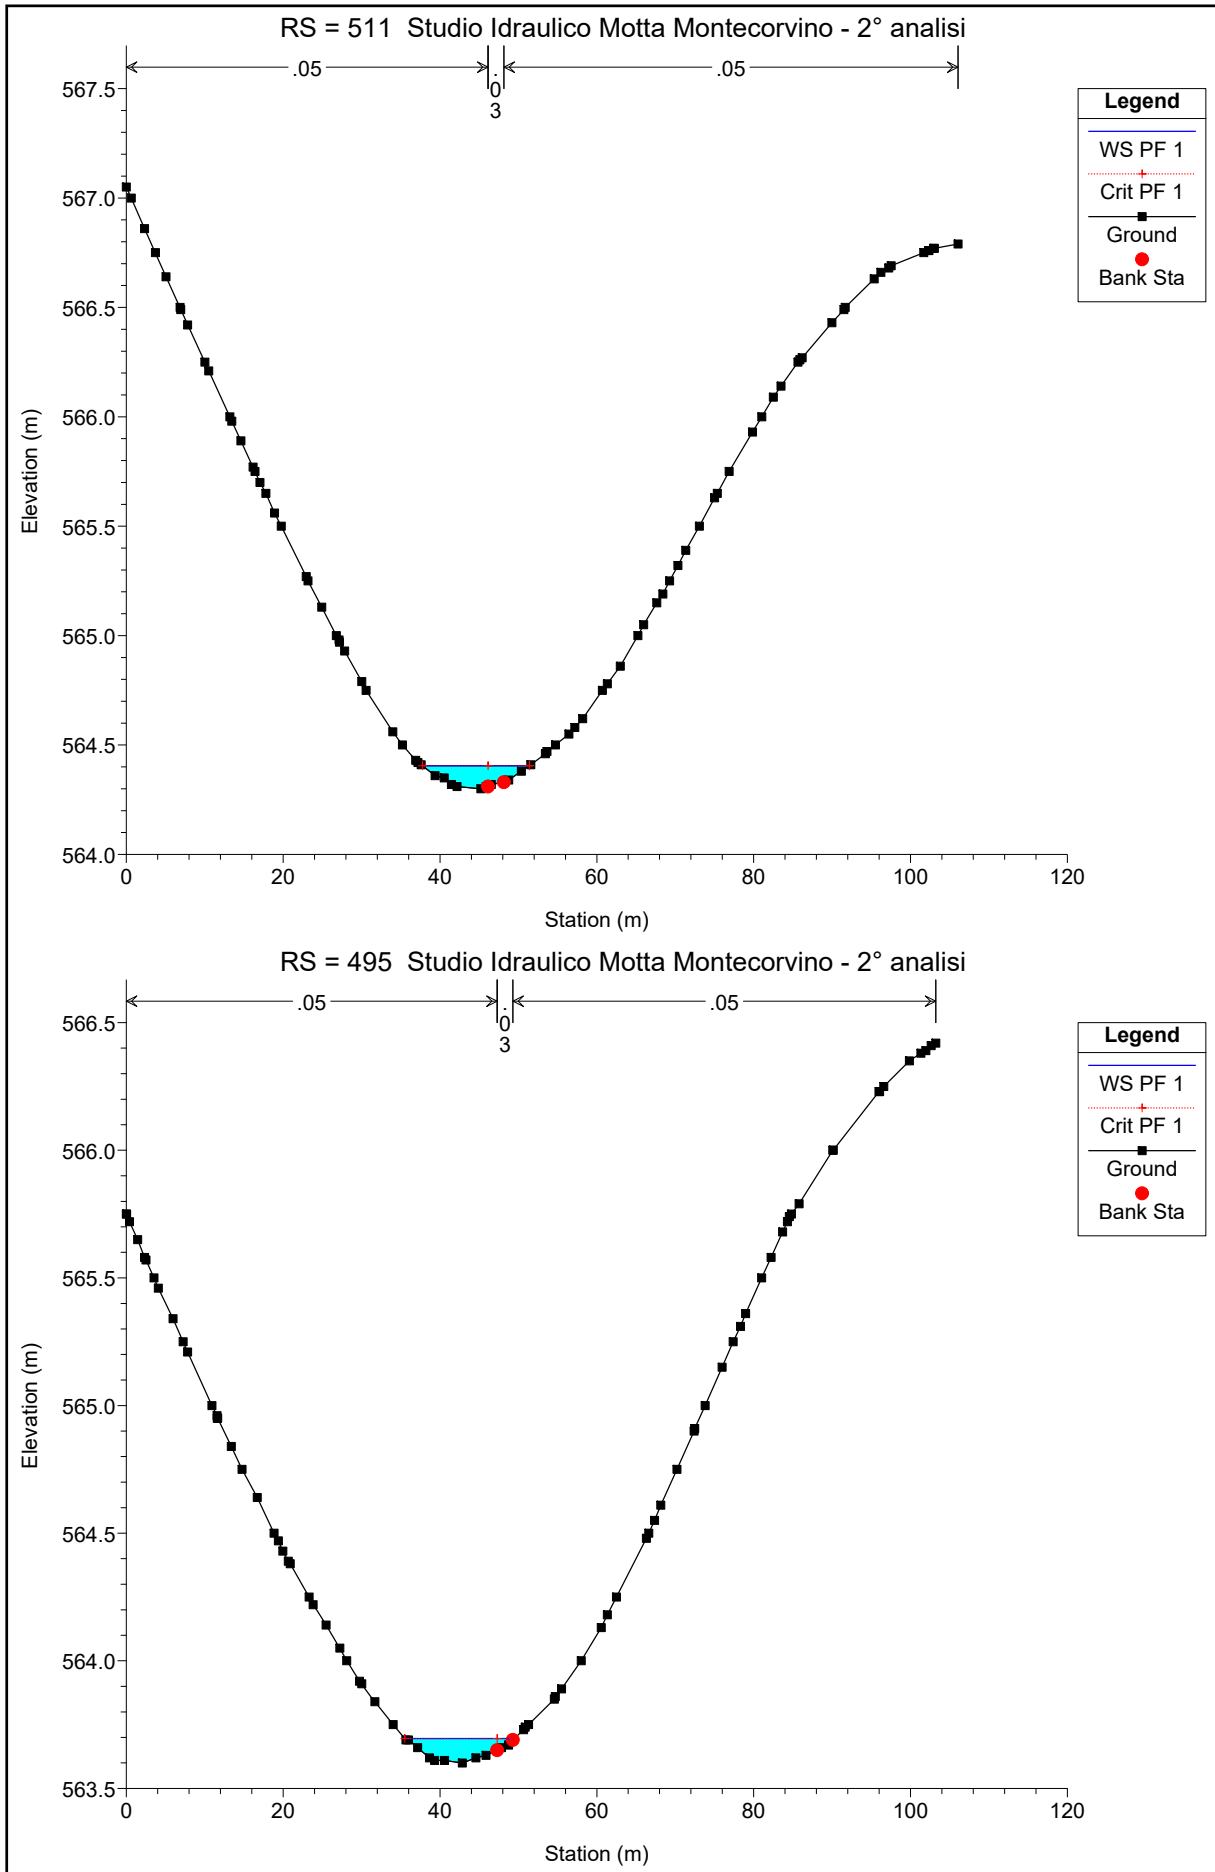 RS = 511 Studio Idraulico Motta Montecorvino - 2° analisi
.05
.03
.05
567.5
567.0
566.5
566.0
565.5
565.0
564.5
564.0
Elevation (m)
0
20
40
60
80
100
120
Station (m)
Legend
WS PF 1
Crit PF 1
Ground
Bank Sta
RS = 495 Studio Idraulico Motta Montecorvino - 2° analisi
.05
.03
.05
566.5
566.0
565.5
565.0
564.5
564.0
563.5
Elevation (m)
0
20
40
60
80
100
120
Station (m)
Legend
WS PF 1
Crit PF 1
Ground
Bank Sta